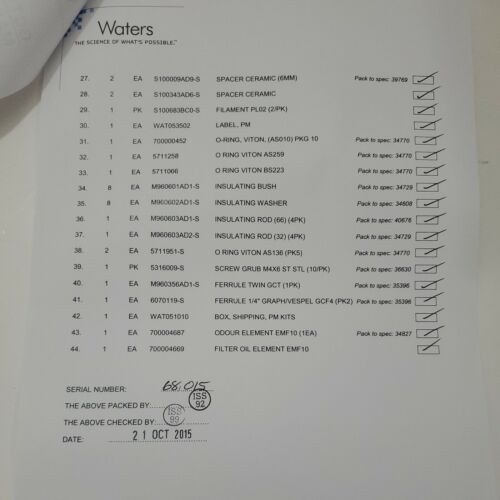 Waters
"THE SCIENCE OF WHAT'S POSSIBLE."™
27. 2 EA S100009AD9-S SPACER CERAMIC (6MM) Pack to spec: 39769
28. 2 EA S100343AD6-S SPACER CERAMIC
29. 1 PK S100683BC0-S FILAMENT PL02 (2/PK)
30. 1 EA WAT053502 LABEL, PM
31. 1 EA 700000452 O-RING, VITON, (AS010) PKG 10 Pack to spec: 34770
32. 1 EA 5711258 O RING VITON AS259 Pack to spec: 34770
33. 1 EA 5711066 O RING VITON BS223 Pack to spec: 34770
34. 8 EA M960601AD1-S INSULATING BUSH Pack to spec: 34729
35. 8 EA M960602AD1-S INSULATING WASHER Pack to spec: 34608
36. 1 EA M960603AD1-S INSULATING ROD (66) (4PK) Pack to spec: 40676
37. 1 EA M960603AD2-S INSULATING ROD (32) (4PK) Pack to spec: 34729
38. 2 EA 5711951-S O RING VITON AS136 (PK5) Pack to spec: 34770
39. 1 PK 5316009-S SCREW GRUB M4X6 ST STL (10/PK) Pack to spec: 36630
40. 1 EA M960356AD1-S FERRULE TWIN GCT (1PK) Pack to spec: 35396
41. 1 EA 6070119-S FERRULE 1/4" GRAPH/VESPEL GCF4 (PK2) Pack to spec: 35396
42. 1 EA WAT051010 BOX, SHIPPING, PM KITS
43. 1 EA 700004687 ODOUR ELEMENT EMF10 (1EA) Pack to spec: 34827
44. 1 EA 700004669 FILTER OIL ELEMENT EMF10
SERIAL NUMBER: 68015
THE ABOVE PACKED BY: ISS 92
THE ABOVE CHECKED BY: ISS 99
DATE: 21 OCT 2015